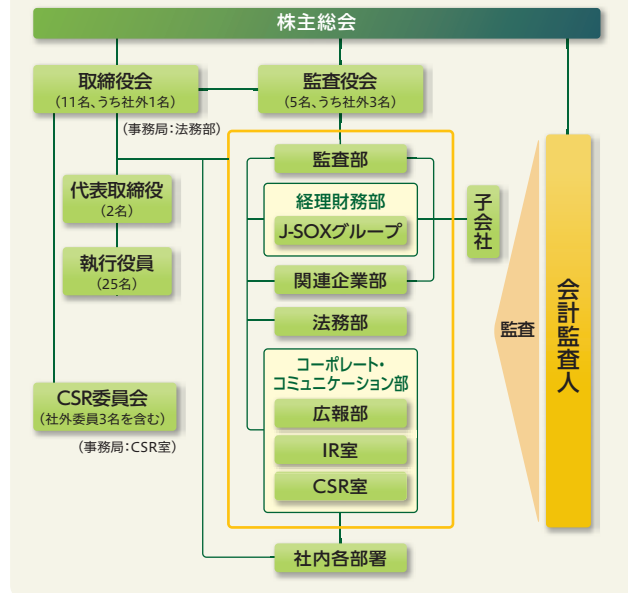 株主総会
取締役会
(11名、うち社外1名)
監査役会
(5名、うち社外3名)
(事務局:法務部)
監査部
代表取締役
(2名)
経理財務部
J-SOXグループ
子会社
執行役員
(25名)
関連企業部
会計監査人
監査
法務部
コーポレート・
コミュニケーション部
CSR委員会
(社外委員3名を含む)
広報部
(事務局:CSR室)
IR室
CSR室
社内各部署